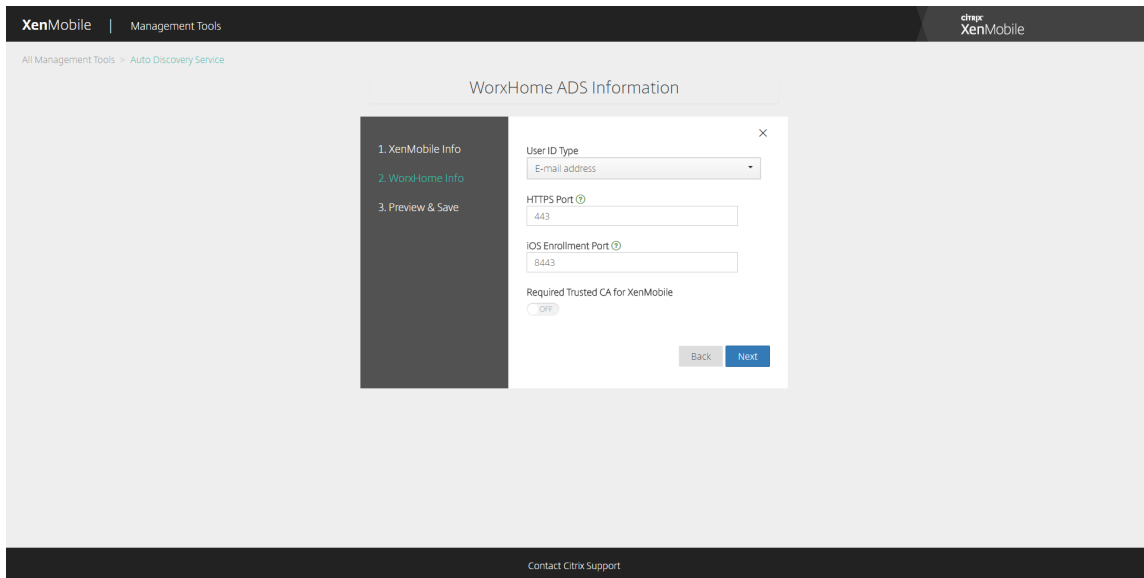 XenMobile | Management Tools
CITRIX
XenMobile
All Management Tools > Auto Discovery Service
WorxHome ADS Information
1. XenMobile Info
2. WorxHome Info
3. Preview & Save
User ID Type
E-mail address
HTTPS Port ?
443
iOS Enrollment Port ?
8443
Required Trusted CA for XenMobile
OFF
Back Next
Contact Citrix Support